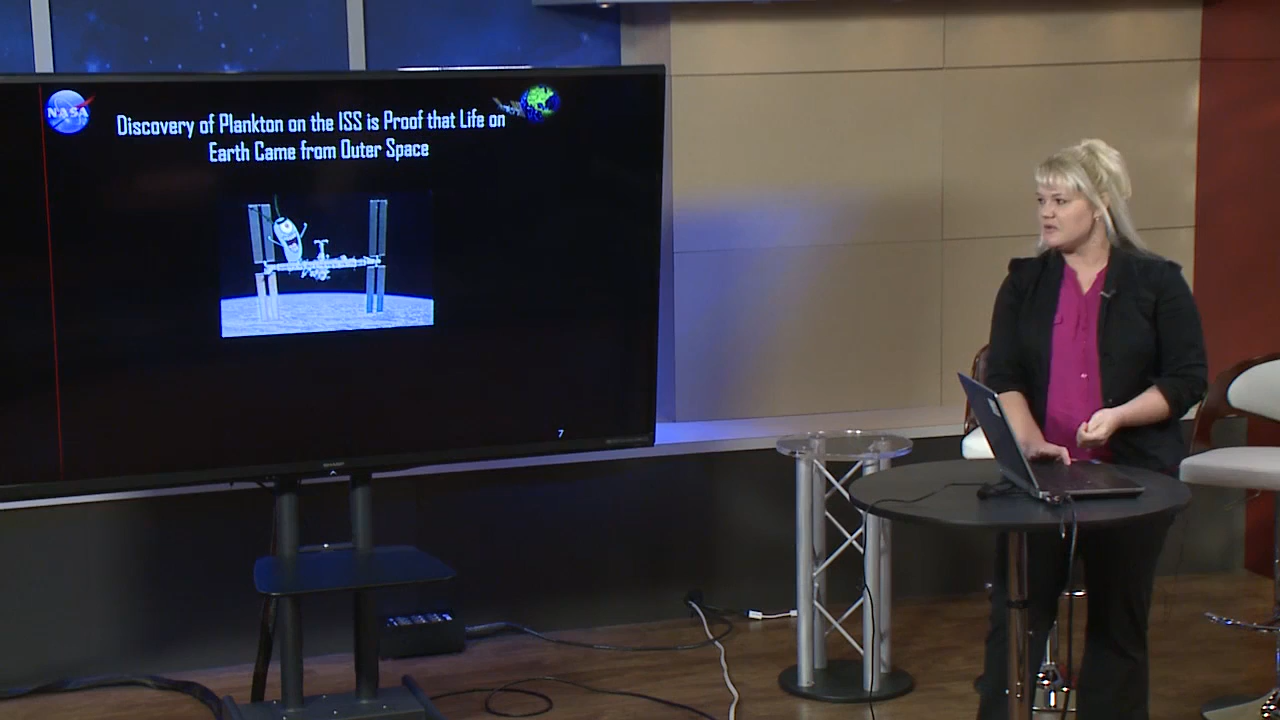 NASA
Discovery of Plankton on the ISS is Proof that Life on
Earth Came from Outer Space
7